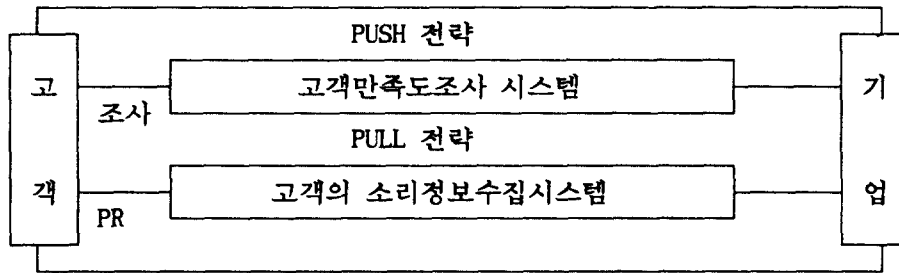 PUSH 전략
고객만족도조사 시스템
조사
PULL 전략
고객의 소리정보수집시스템
PR
고객
기업